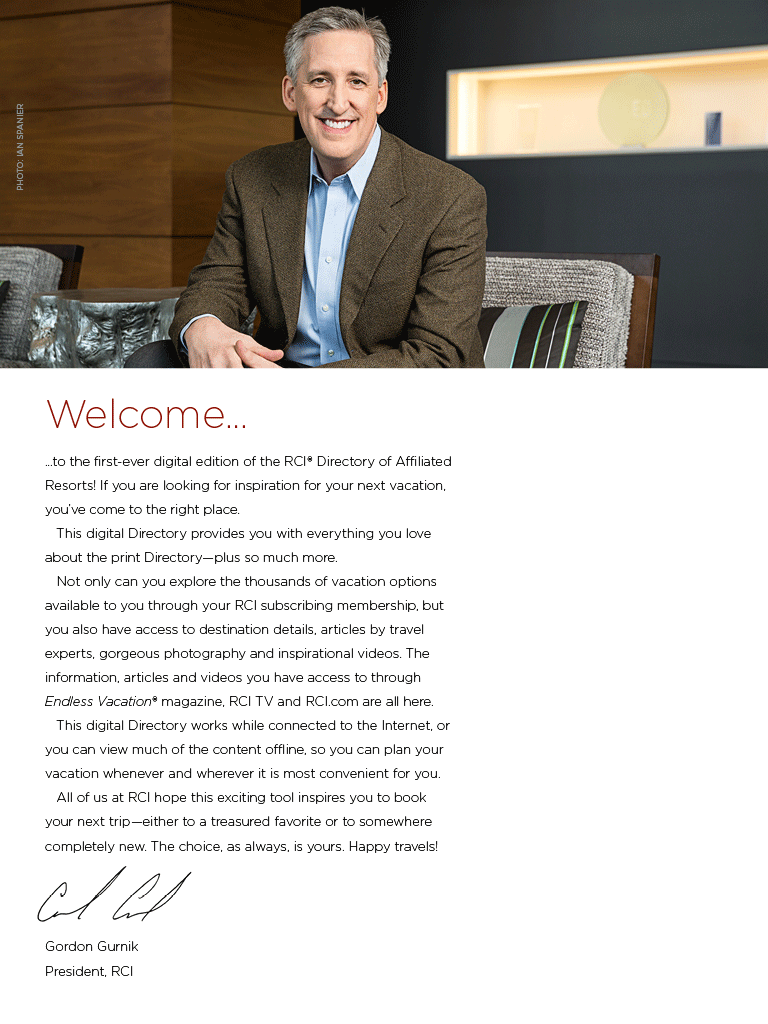 PHOTO: IAN SPANIER
Welcome...
...to the first-ever digital edition of the RCI® Directory of Affiliated
Resorts! If you are looking for inspiration for your next vacation,
you’ve come to the right place.
This digital Directory provides you with everything you love
about the print Directory—plus so much more.
Not only can you explore the thousands of vacation options
available to you through your RCI subscribing membership, but
you also have access to destination details, articles by travel
experts, gorgeous photography and inspirational videos. The
information, articles and videos you have access to through
Endless Vacation® magazine, RCI TV and RCI.com are all here.
This digital Directory works while connected to the Internet, or
you can view much of the content offline, so you can plan your
vacation whenever and wherever it is most convenient for you.
All of us at RCI hope this exciting tool inspires you to book
your next trip—either to a treasured favorite or to somewhere
completely new. The choice, as always, is yours. Happy travels!
Gordon Gurnik
President, RCI